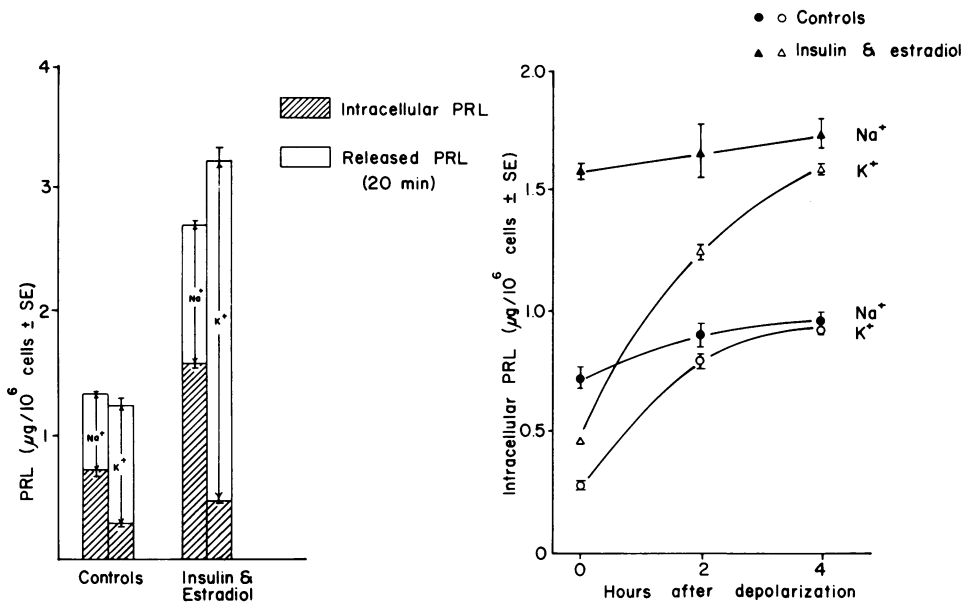 4
3
2
1
PRL (µg/10⁶ cells ± SE)
Intracellular PRL
Released PRL
(20 min)
Na⁺
K⁺
Na⁺
K⁺
Controls
Insulin &
Estradiol
● ○ Controls
▲ △ Insulin & estradiol
2.0
1.5
1.0
0.5
0
Intracellular PRL (µg/10⁶ cells ± SE)
Na⁺
K⁺
Na⁺
K⁺
0 2 4
Hours after depolarization